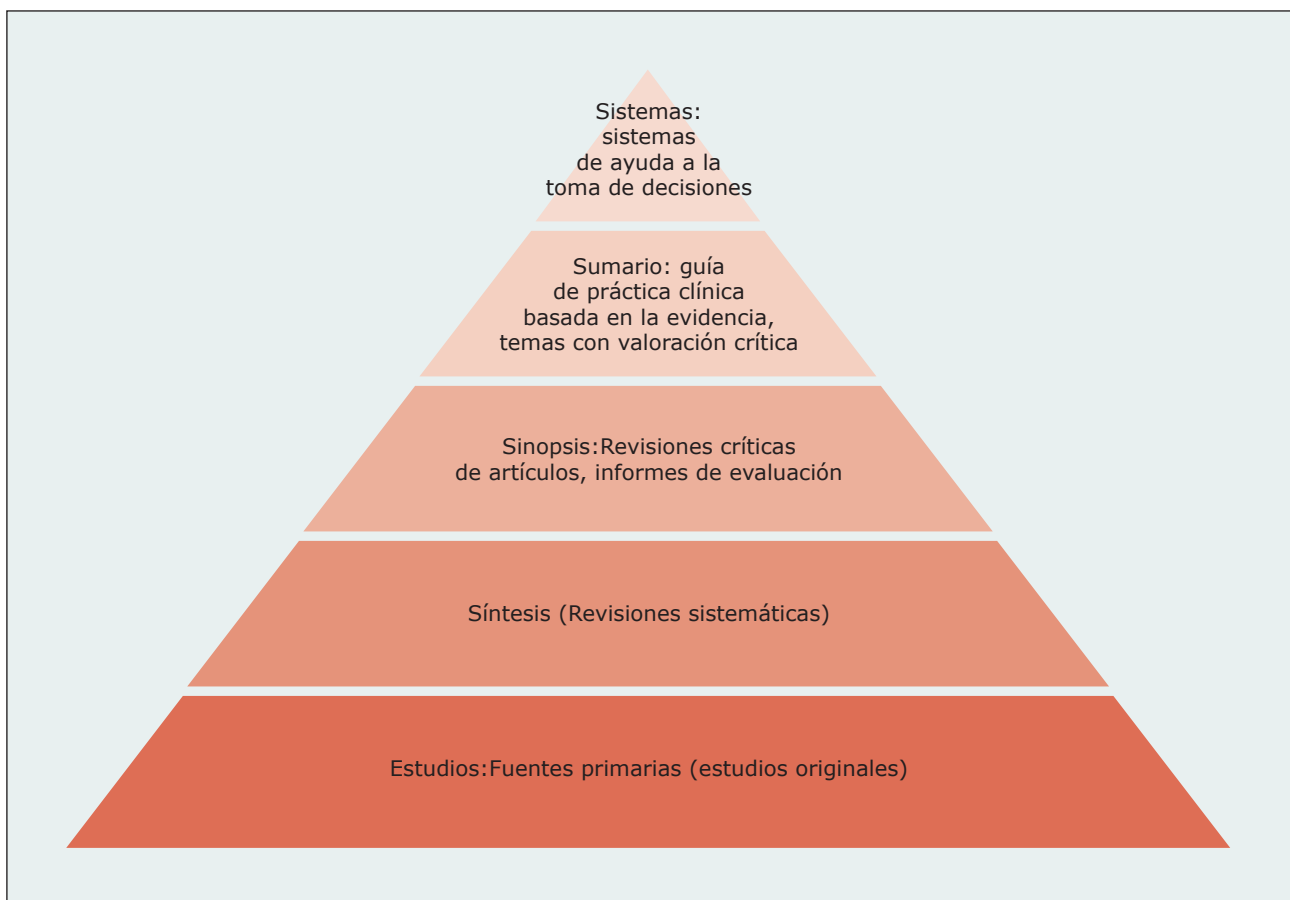 Sistemas:
sistemas
de ayuda a la
toma de decisiones
Sumario: guía
de práctica clínica
basada en la evidencia,
temas con valoración crítica
Sinopsis:Revisiones críticas
de artículos, informes de evaluación
Síntesis (Revisiones sistemáticas)
Estudios:Fuentes primarias (estudios originales)